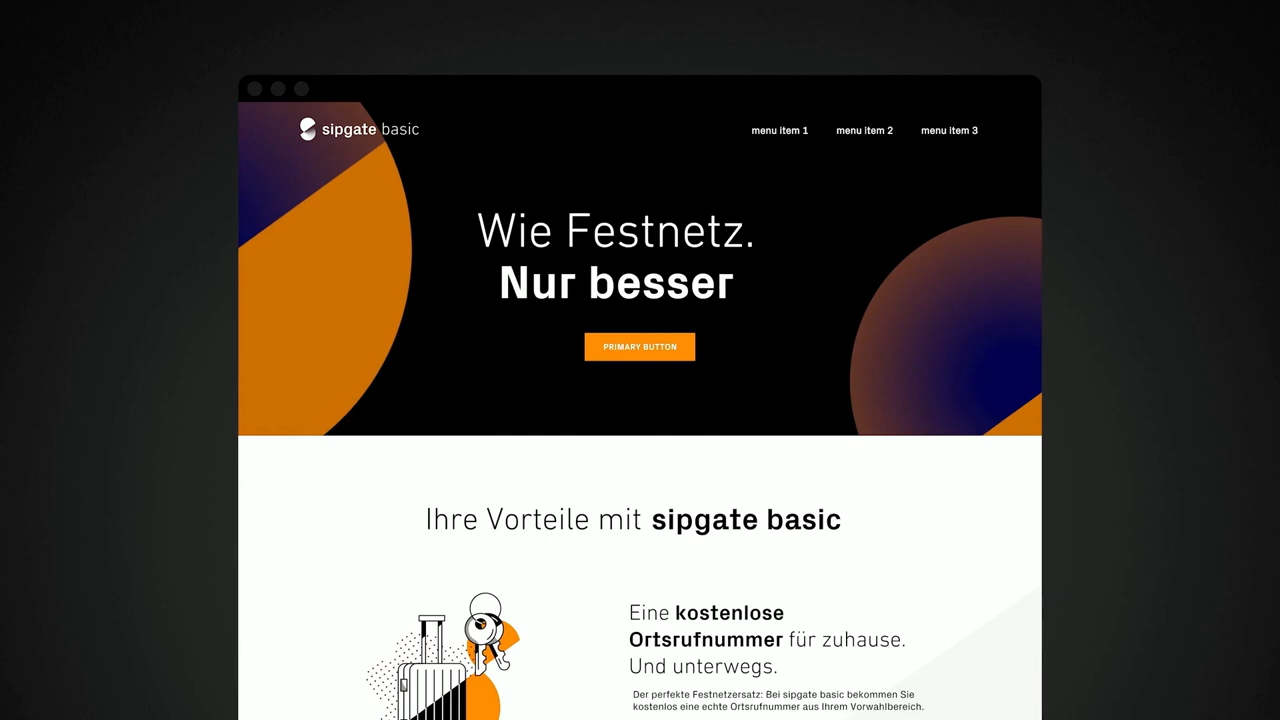 sipgate basic
menu item 1 menu item 2 menu item 3
Wie Festnetz.
Nur besser
PRIMARY BUTTON
Ihre Vorteile mit sipgate basic
Eine kostenlose
Ortsrufnummer für zuhause.
Und unterwegs.
Der perfekte Festnetzersatz: Bei sipgate basic bekommen Sie
kostenlos eine echte Ortsrufnummer aus Ihrem Vorwahlbereich.